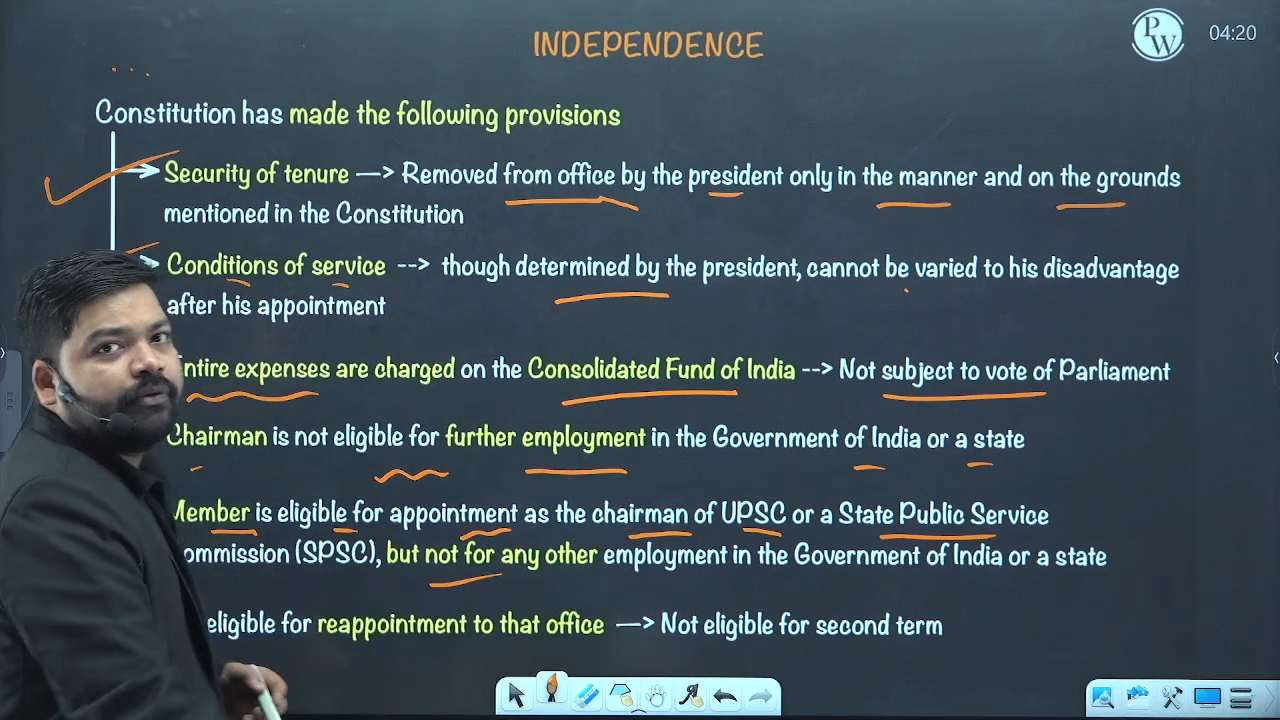 INDEPENDENCE
PW
04:20
Constitution has made the following provisions
Security of tenure —> Removed from office by the president only in the manner and on the grounds
mentioned in the Constitution
Conditions of service --> though determined by the president, cannot be varied to his disadvantage
after his appointment
Entire expenses are charged on the Consolidated Fund of India --> Not subject to vote of Parliament
Chairman is not eligible for further employment in the Government of India or a state
Member is eligible for appointment as the chairman of UPSC or a State Public Service
Commission (SPSC), but not for any other employment in the Government of India or a state
eligible for reappointment to that office —> Not eligible for second term